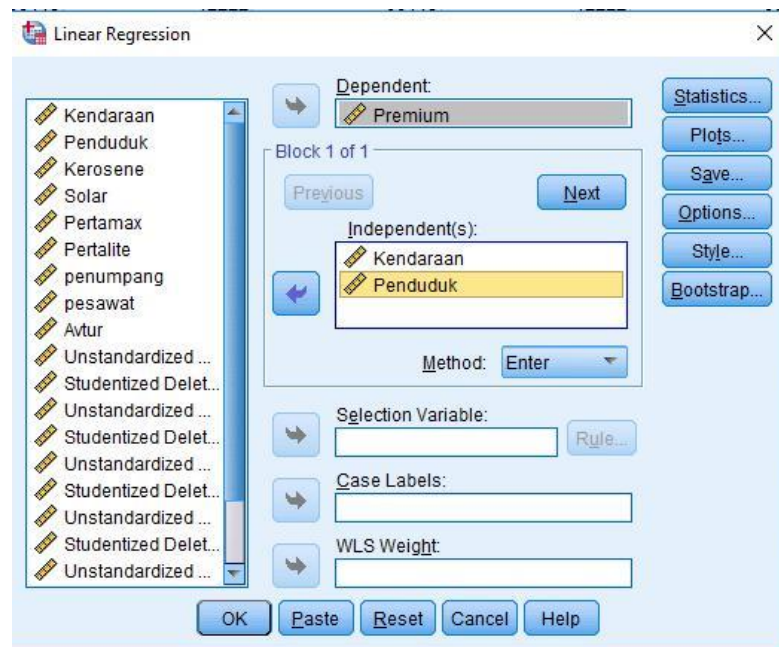 Linear Regression
Kendaraan
Penduduk
Kerosene
Solar
Pertamax
Pertalite
penumpang
pesawat
Avtur
Unstandardized ...
Studentized Delet...
Unstandardized ...
Studentized Delet...
Unstandardized ...
Studentized Delet...
Unstandardized ...
Studentized Delet...
Unstandardized ...
Dependent:
Premium
Block 1 of 1
Previous
Next
Independent(s):
Kendaraan
Penduduk
Method: Enter
Selection Variable:
Rule...
Case Labels:
WLS Weight:
Statistics...
Plots...
Save...
Options...
Style...
Bootstrap...
OK Paste Reset Cancel Help